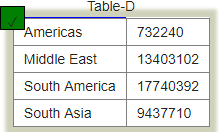 Table-D
Americas 732240
Middle East 13403102
South America 17740392
South Asia 9437710